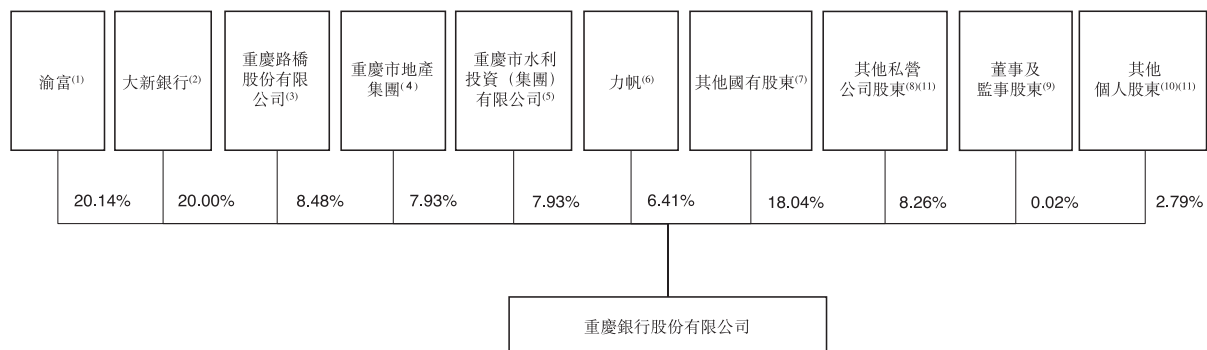 渝富(1)
大新銀行(2)
重慶路橋
股份有限
公司(3)
重慶市地產
集團(4)
重慶市水利
投資（集團）
有限公司(5)
力帆(6)
其他國有股東(7)
其他私營
公司股東(8)(11)
董事及
監事股東(9)
其他
個人股東(10)(11)
20.14%
20.00%
8.48%
7.93%
7.93%
6.41%
18.04%
8.26%
0.02%
2.79%
重慶銀行股份有限公司